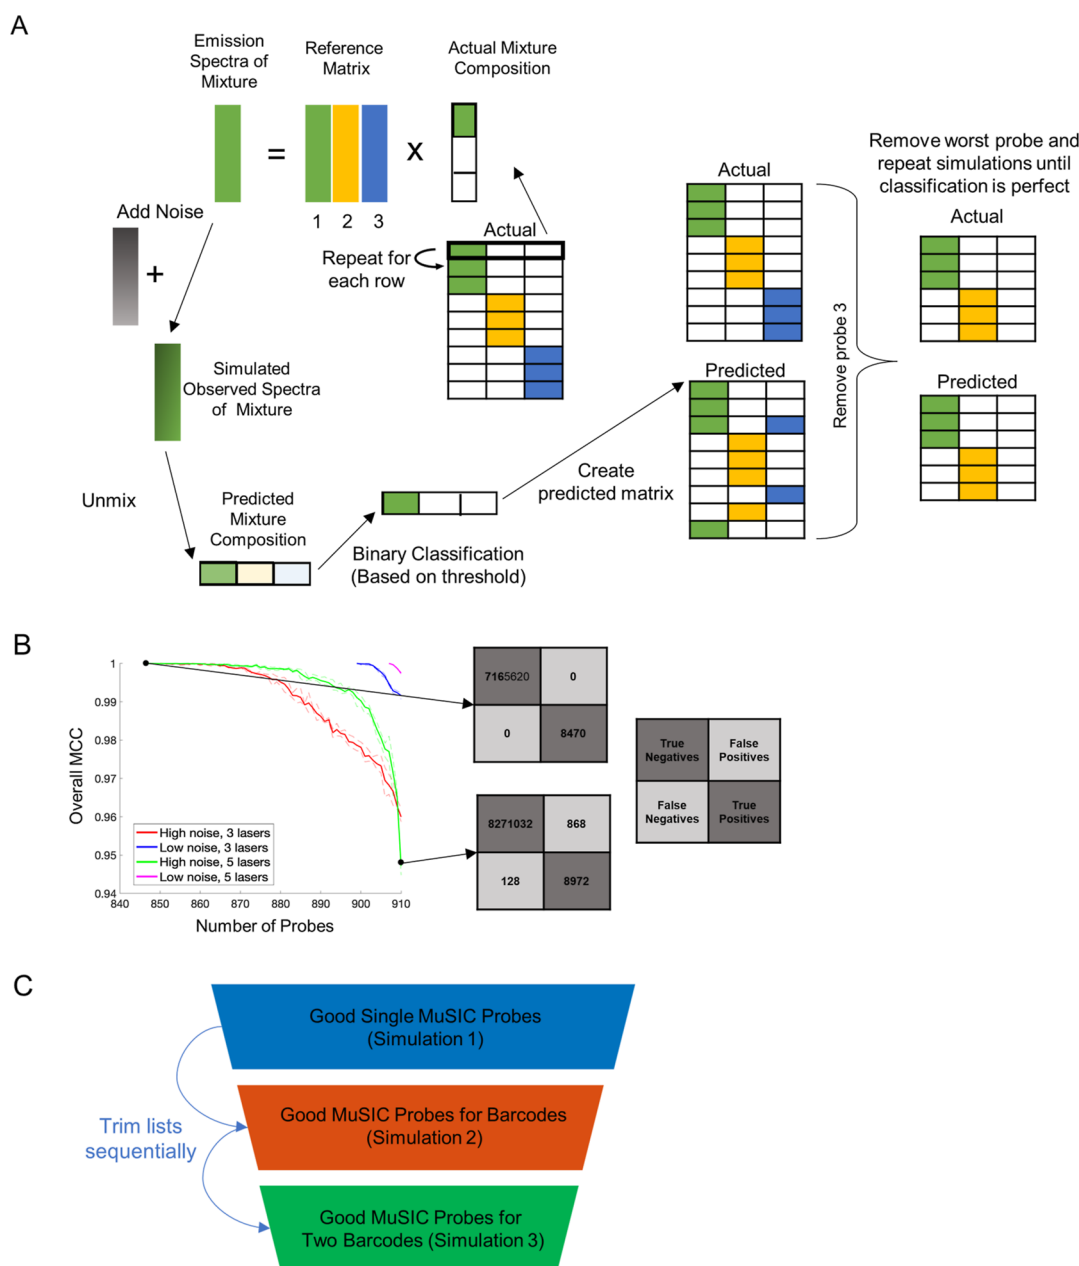 A
Emission
Spectra of
Mixture
Reference
Matrix
Actual Mixture
Composition
=
X
1 2 3
Add Noise
+
Actual
Repeat for
each row
Simulated
Observed Spectra
of Mixture
Unmix
Predicted
Mixture
Composition
Binary Classification
(Based on threshold)
Create
predicted matrix
Actual
Predicted
Remove probe 3
Remove worst probe and
repeat simulations until
classification is perfect
Actual
Predicted
B
Overall MCC
1
0.99
0.98
0.97
0.96
0.95
0.94
840 850 860 870 880 890 900 910
Number of Probes
High noise, 3 lasers
Low noise, 3 lasers
High noise, 5 lasers
Low noise, 5 lasers
7165620 0
0 8470
8271032 868
128 8972
True
Negatives
False
Positives
False
Negatives
True
Positives
C
Good Single MuSIC Probes
(Simulation 1)
Good MuSIC Probes for Barcodes
(Simulation 2)
Trim lists
sequentially
Good MuSIC Probes for
Two Barcodes (Simulation 3)